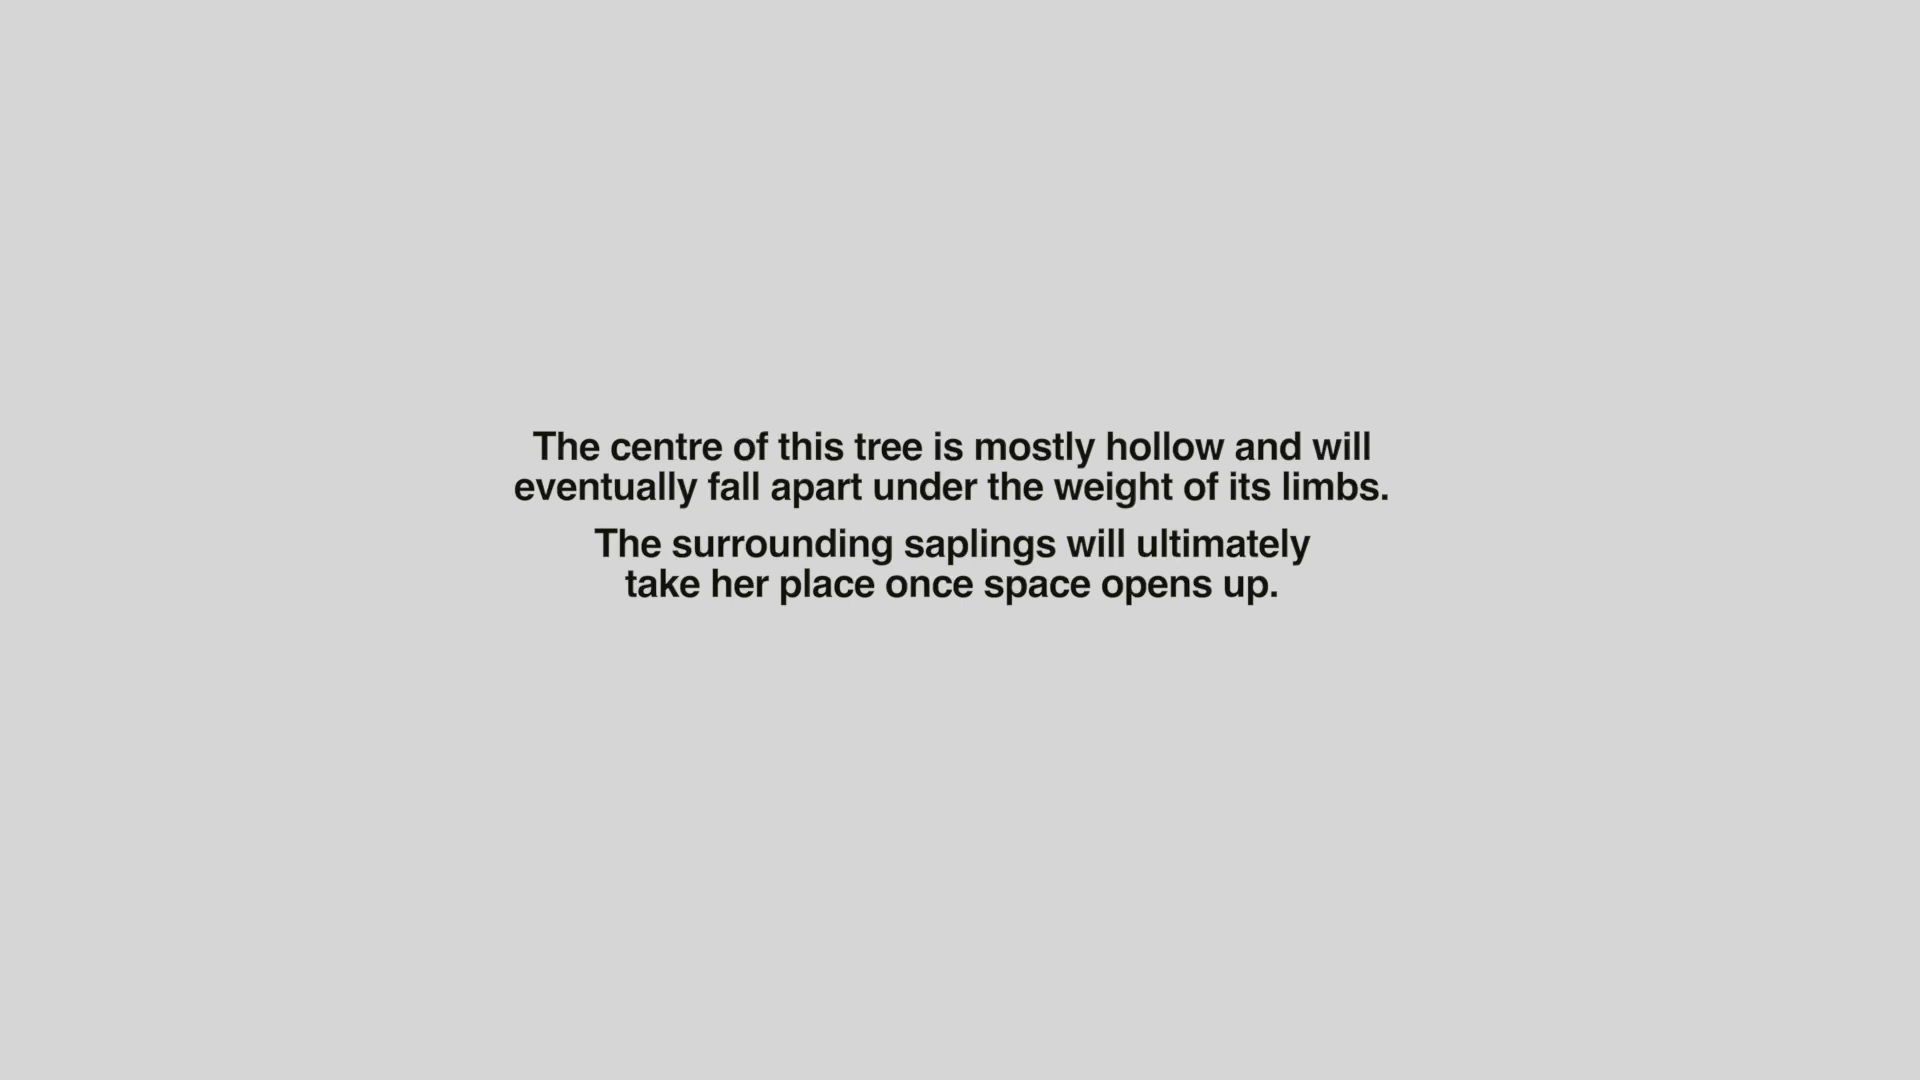 The centre of this tree is mostly hollow and will
eventually fall apart under the weight of its limbs.
The surrounding saplings will ultimately
take her place once space opens up.